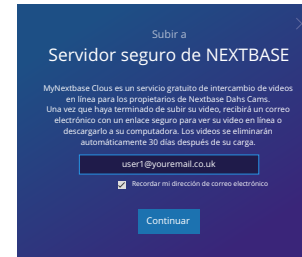 Subir a
Servidor seguro de NEXTBASE
MyNextbase Clous es un servicio gratuito de intercambio de videos
en línea para los propietarios de Nextbase Dahs Cams.
Una vez que haya terminado de subir su video, recibirá un correo
electrónico con un enlace seguro para ver su video en línea o
descargarlo a su computadora. Los videos se eliminarán
automáticamente 30 días después de su carga.
user1@youremail.co.uk
Recordar mi dirección de correo electrónico
Continuar